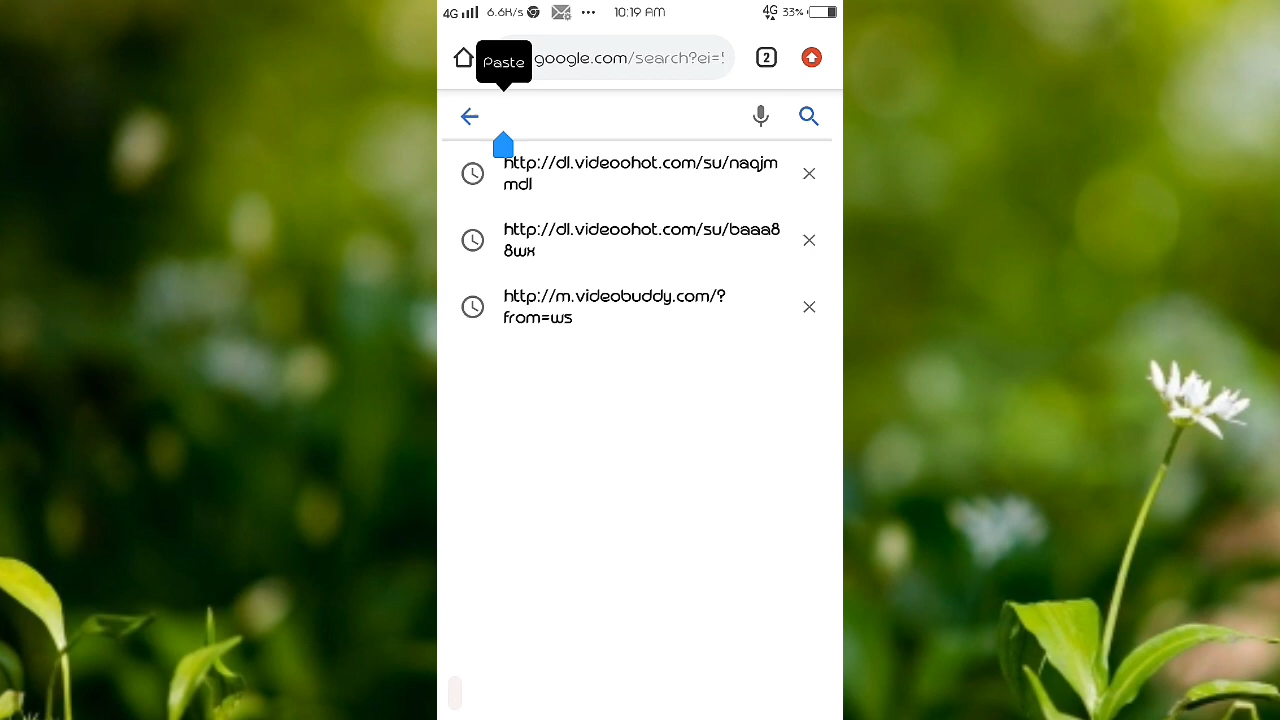 4G 6.6K/s ... 10:19 AM 4G 33%
google.com/search?ei=
2
Paste
http://dl.videoohot.com/su/naqjm
mdl
http://dl.videoohot.com/su/baaa8
8wx
http://m.videobuddy.com/?
from=ws